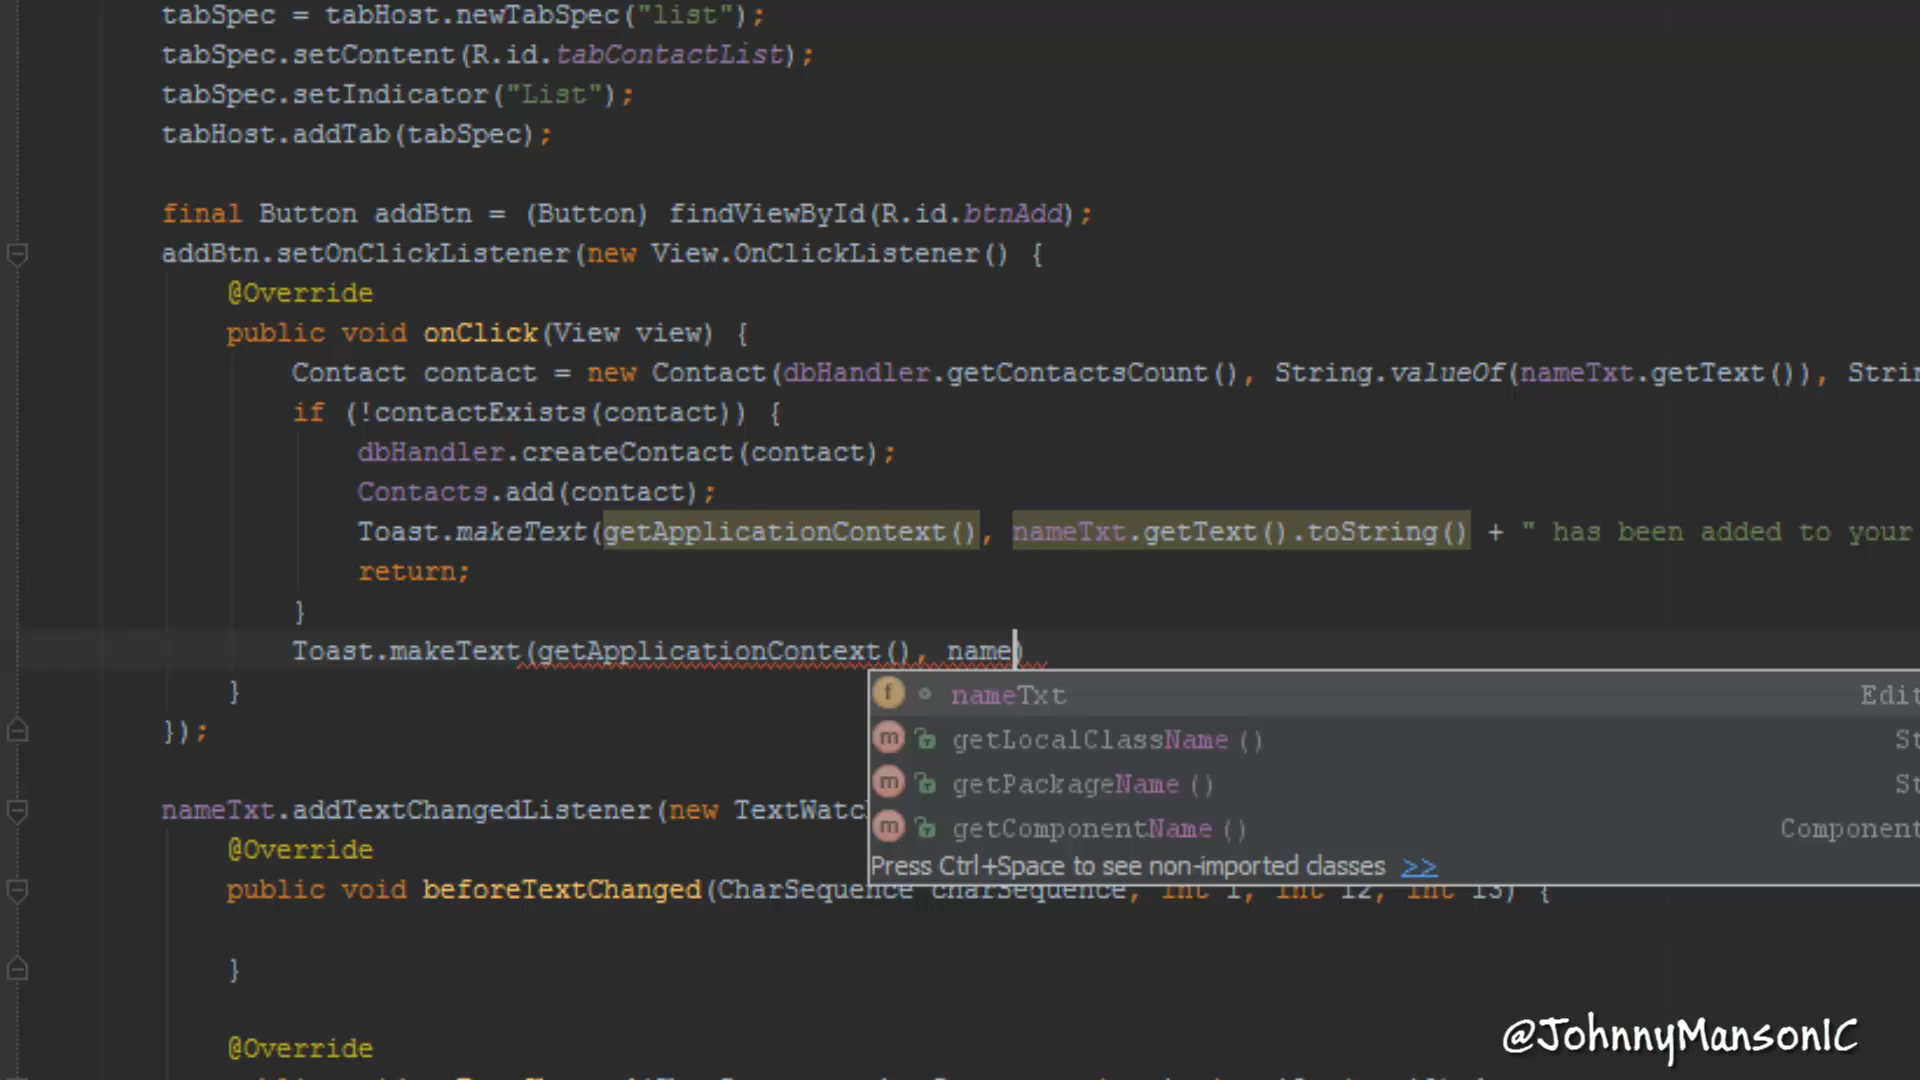 tabSpec = tabHost.newTabSpec("list");
tabSpec.setContent(R.id.tabContactList);
tabSpec.setIndicator("List");
tabHost.addTab(tabSpec);
final Button addBtn = (Button) findViewById(R.id.btnAdd);
addBtn.setOnClickListener(new View.OnClickListener() {
@Override
public void onClick(View view) {
Contact contact = new Contact(dbHandler.getContactsCount(), String.valueOf(nameTxt.getText()), Strin
if (!contactExists(contact)) {
dbHandler.createContact(contact);
Contacts.add(contact);
Toast.makeText(getApplicationContext(), nameTxt.getText().toString() + " has been added to your
return;
}
Toast.makeText(getApplicationContext(), name)
}
});
f nameTxt Edit
m getLocalClassName() St
m getPackageName() St
m getComponentName() Component
Press Ctrl+Space to see non-imported classes >>
nameTxt.addTextChangedListener(new TextWatc
@Override
public void beforeTextChanged(CharSequence charSequence, int i, int i2, int i3) {
}
@Override
@JohnnyMansonIC